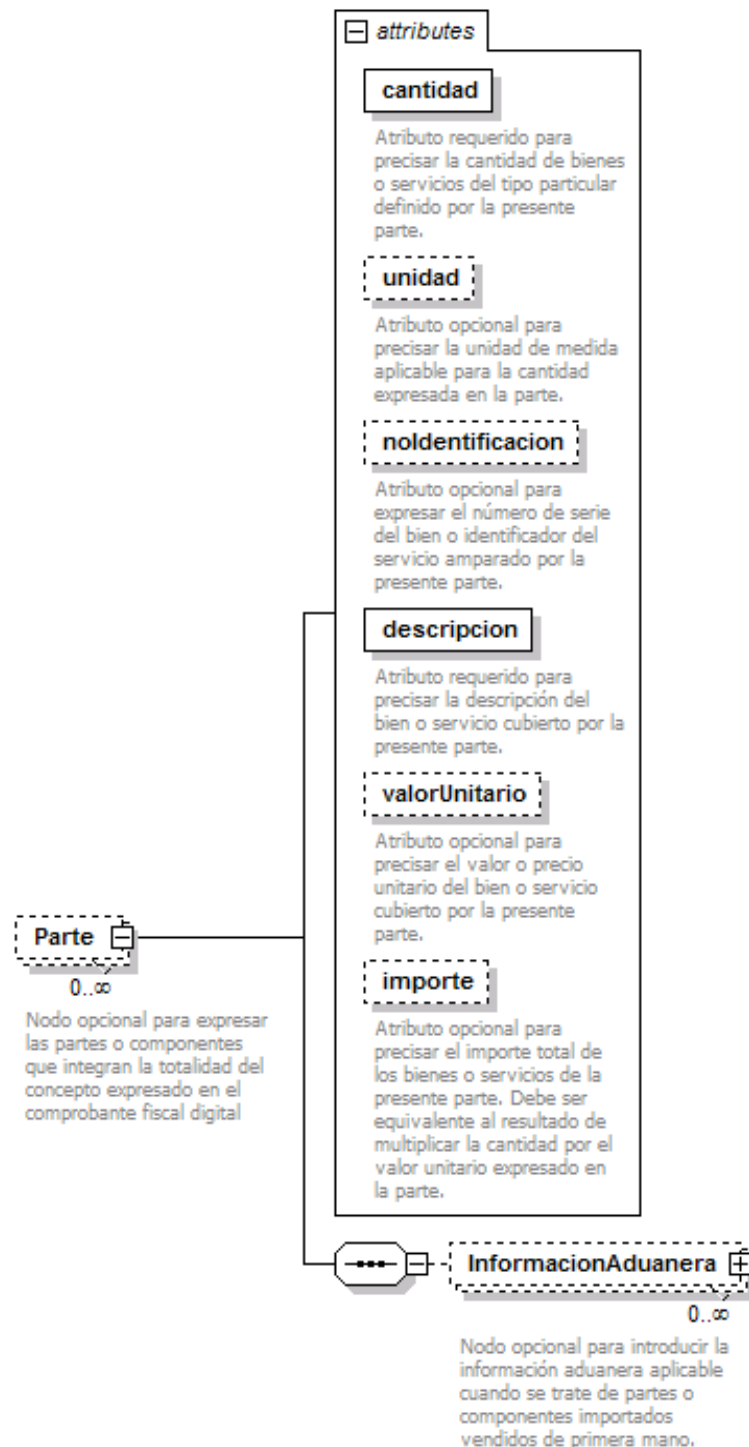 attributes
cantidad
Atributo requerido para
precisar la cantidad de bienes
o servicios del tipo particular
definido por la presente
parte.
unidad
Atributo opcional para
precisar la unidad de medida
aplicable para la cantidad
expresada en la parte.
noIdentificacion
Atributo opcional para
expresar el número de serie
del bien o identificador del
servicio amparado por la
presente parte.
descripcion
Atributo requerido para
precisar la descripción del
bien o servicio cubierto por la
presente parte.
valorUnitario
Atributo opcional para
precisar el valor o precio
unitario del bien o servicio
cubierto por la presente
parte.
importe
Atributo opcional para
precisar el importe total de
los bienes o servicios de la
presente parte. Debe ser
equivalente al resultado de
multiplicar la cantidad por el
valor unitario expresado en
la parte.
Parte
0..∞
Nodo opcional para expresar
las partes o componentes
que integran la totalidad del
concepto expresado en el
comprobante fiscal digital
InformacionAduanera
0..∞
Nodo opcional para introducir la
información aduanera aplicable
cuando se trate de partes o
componentes importados
vendidos de primera mano.